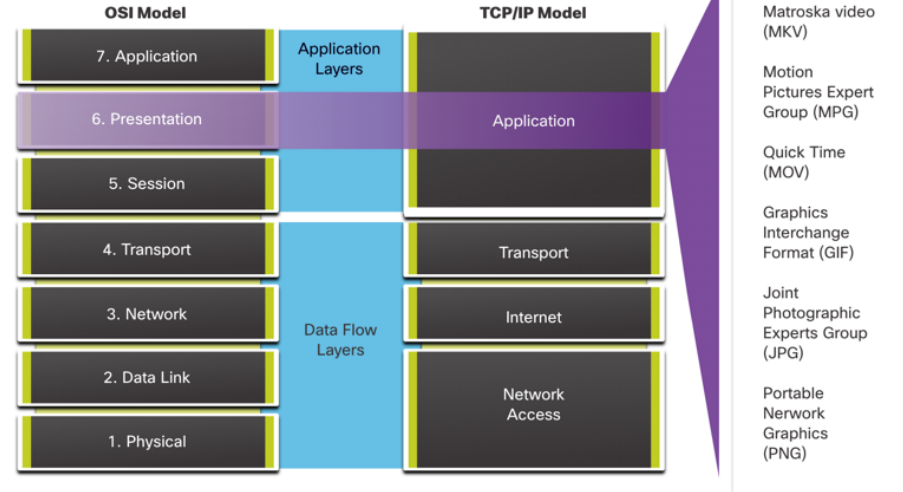 OSI Model
TCP/IP Model
7. Application
Application
Layers
6. Presentation
Application
5. Session
4. Transport
Transport
3. Network
Internet
Data Flow
Layers
2. Data Link
Network
Access
1. Physical
Matroska video
(MKV)
Motion
Pictures Expert
Group (MPG)
Quick Time
(MOV)
Graphics
Interchange
Format (GIF)
Joint
Photographic
Experts Group
(JPG)
Portable
Nerwork
Graphics
(PNG)